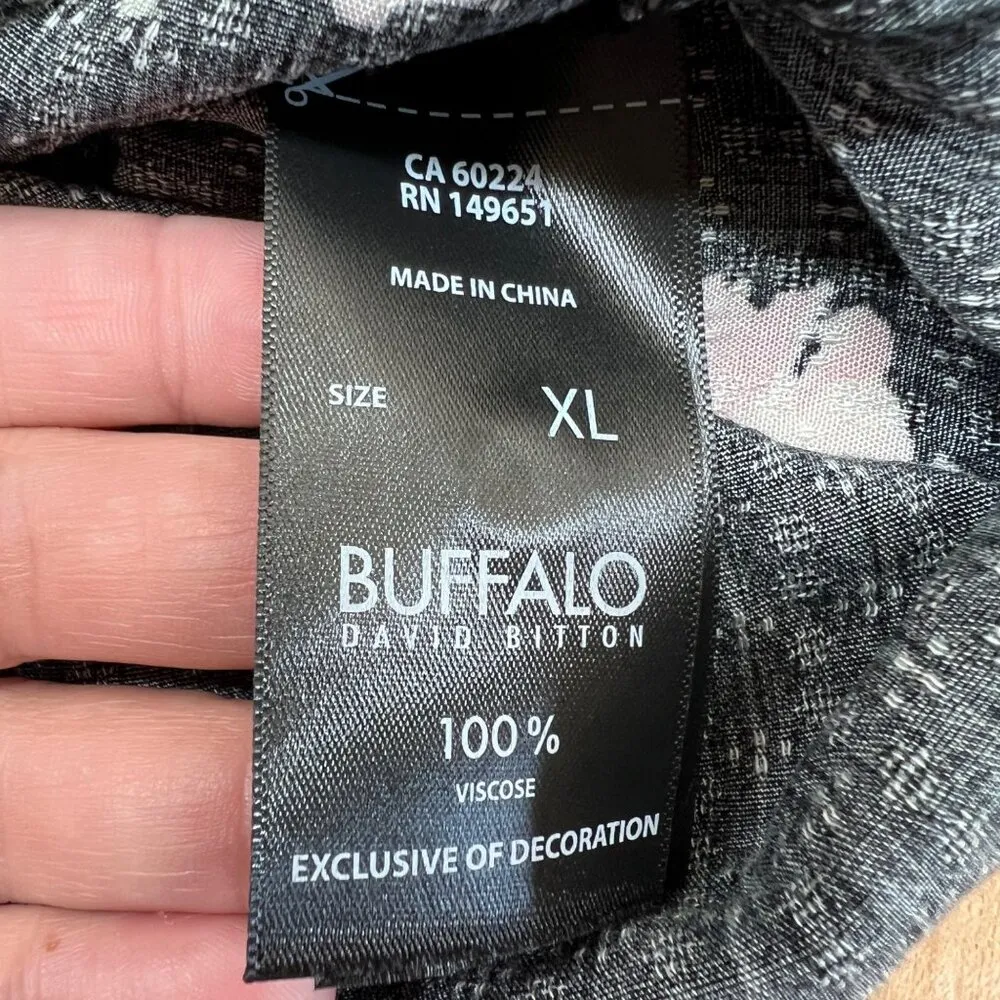 CA 60224
RN 149651
MADE IN CHINA
SIZE XL
BUFFALO
DAVID BITTON
100%
VISCOSE
EXCLUSIVE OF DECORATION